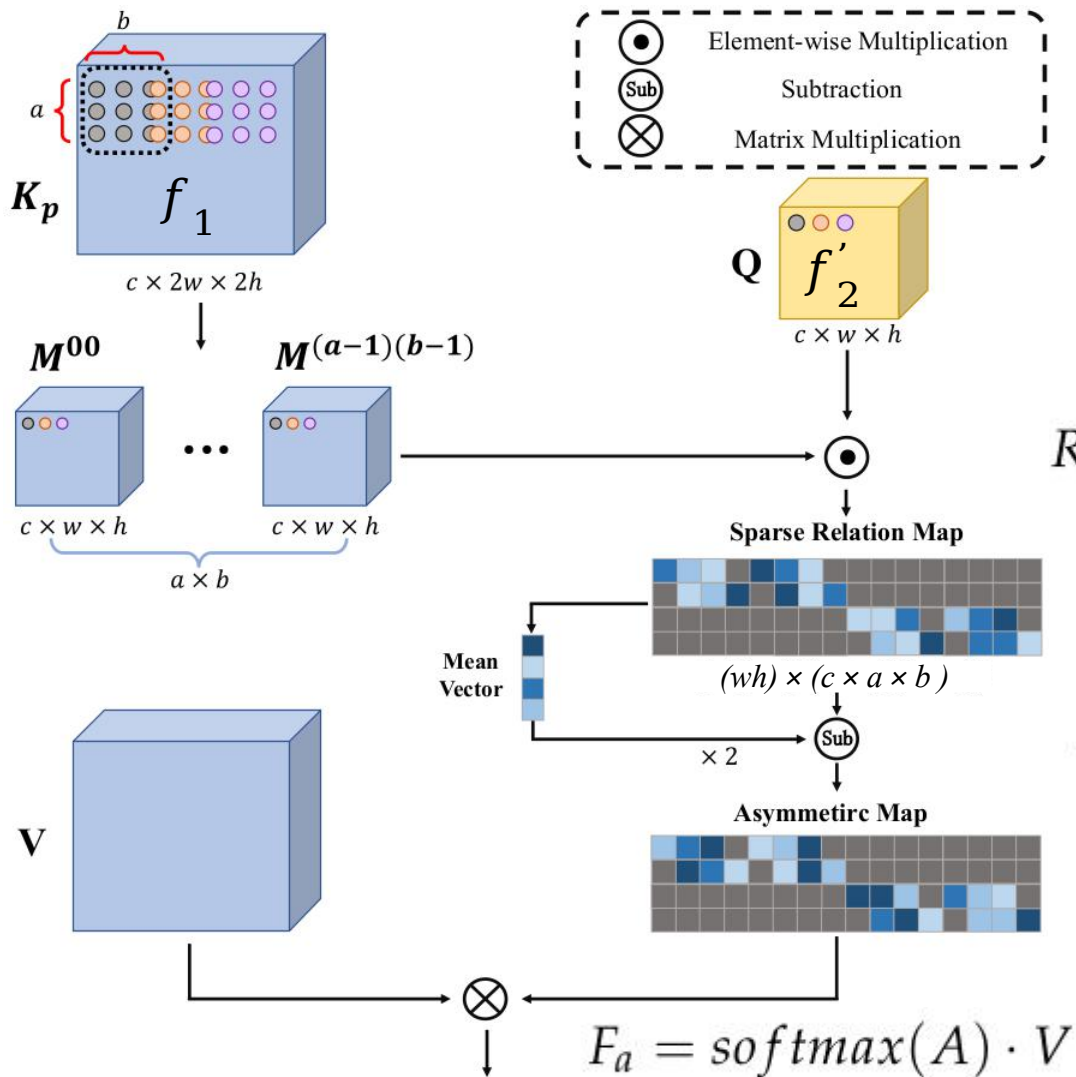 b
a
K_p
f_1
c × 2w × 2h
Element-wise Multiplication
Sub
Subtraction
Matrix Multiplication
Q
f'_2
c × w × h
M^{00}
M^{(a−1)(b−1)}
...
c × w × h
c × w × h
a × b
R
Sparse Relation Map
(wh) × (c × a × b )
Mean
Vector
× 2
Sub
Asymmetirc Map
V
F_a = softmax(A) · V